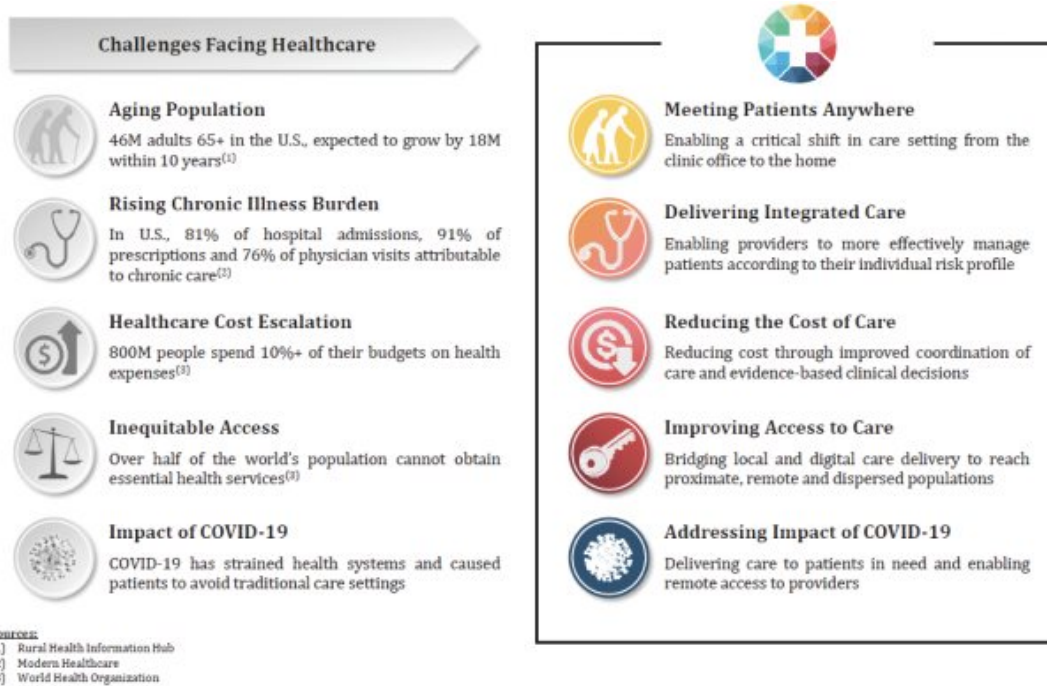 Challenges Facing Healthcare
Aging Population
46M adults 65+ in the U.S., expected to grow by 18M
within 10 years(1)
Rising Chronic Illness Burden
In U.S., 81% of hospital admissions, 91% of
prescriptions and 76% of physician visits attributable
to chronic care(2)
Healthcare Cost Escalation
$
800M people spend 10%+ of their budgets on health
expenses(3)
Inequitable Access
Over half of the world's population cannot obtain
essential health services(3)
Impact of COVID-19
COVID-19 has strained health systems and caused
patients to avoid traditional care settings
Meeting Patients Anywhere
Enabling a critical shift in care setting from the
clinic office to the home
Delivering Integrated Care
Enabling providers to more effectively manage
patients according to their individual risk profile
Reducing the Cost of Care
$
Reducing cost through improved coordination of
care and evidence-based clinical decisions
Improving Access to Care
Bridging local and digital care delivery to reach
proximate, remote and dispersed populations
Addressing Impact of COVID-19
Delivering care to patients in need and enabling
remote access to providers
ources:
) Rural Health Information Hub
) Modern Healthcare
) World Health Organization